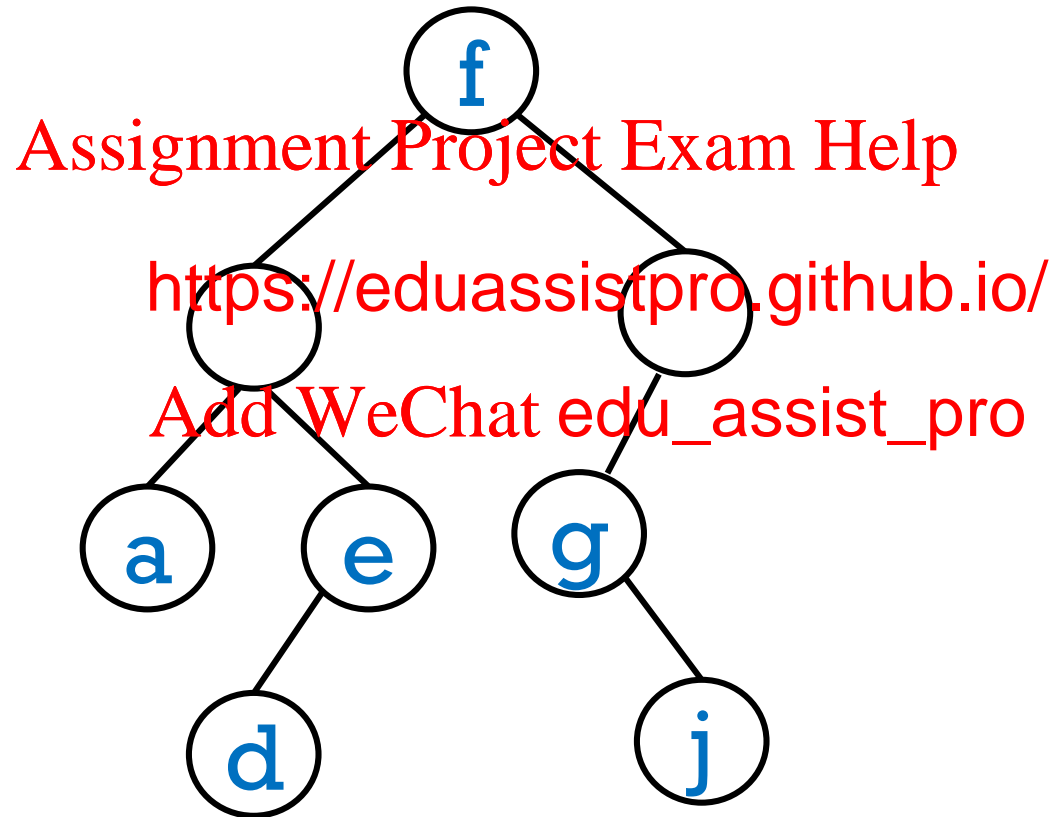 f
Assignment Project Exam Help
https://eduassistpro.github.io/
Add WeChat edu_assist_pro
a e g
d j